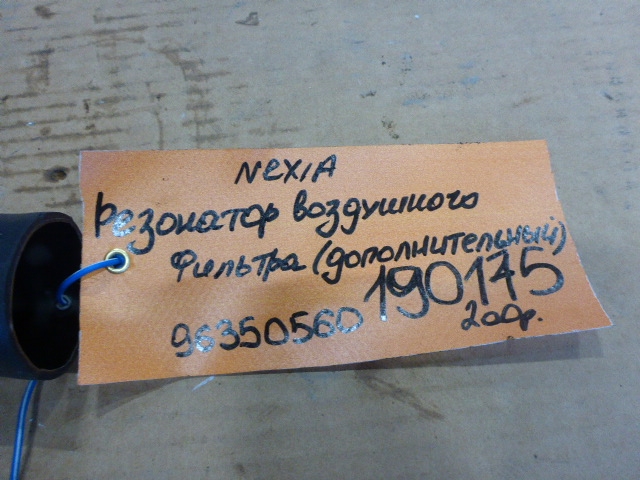 NEXIA
Резонатор воздушного
Фильтра (дополнительный)
190175
96350560
200р.